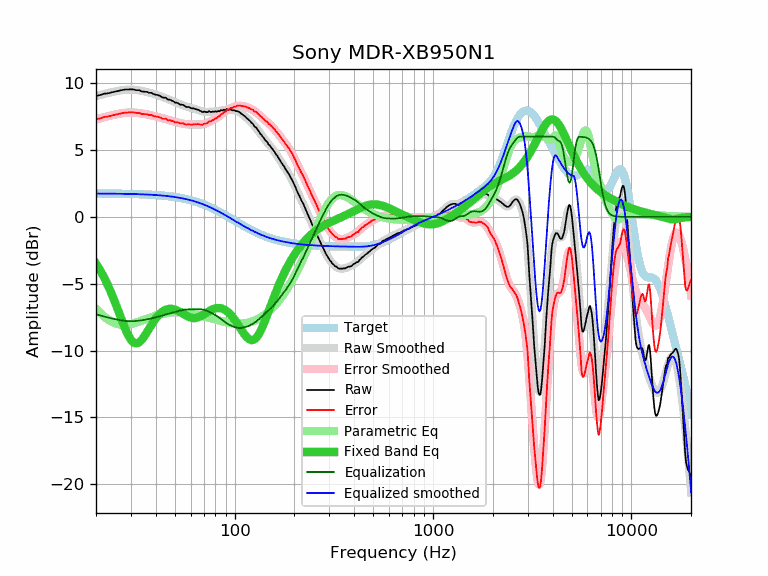 Sony MDR-XB950N1
10
5
0
−5
−10
−15
−20
Amplitude (dBr)
Target
Raw Smoothed
Error Smoothed
Raw
Error
Parametric Eq
Fixed Band Eq
Equalization
Equalized smoothed
100
1000
10000
Frequency (Hz)